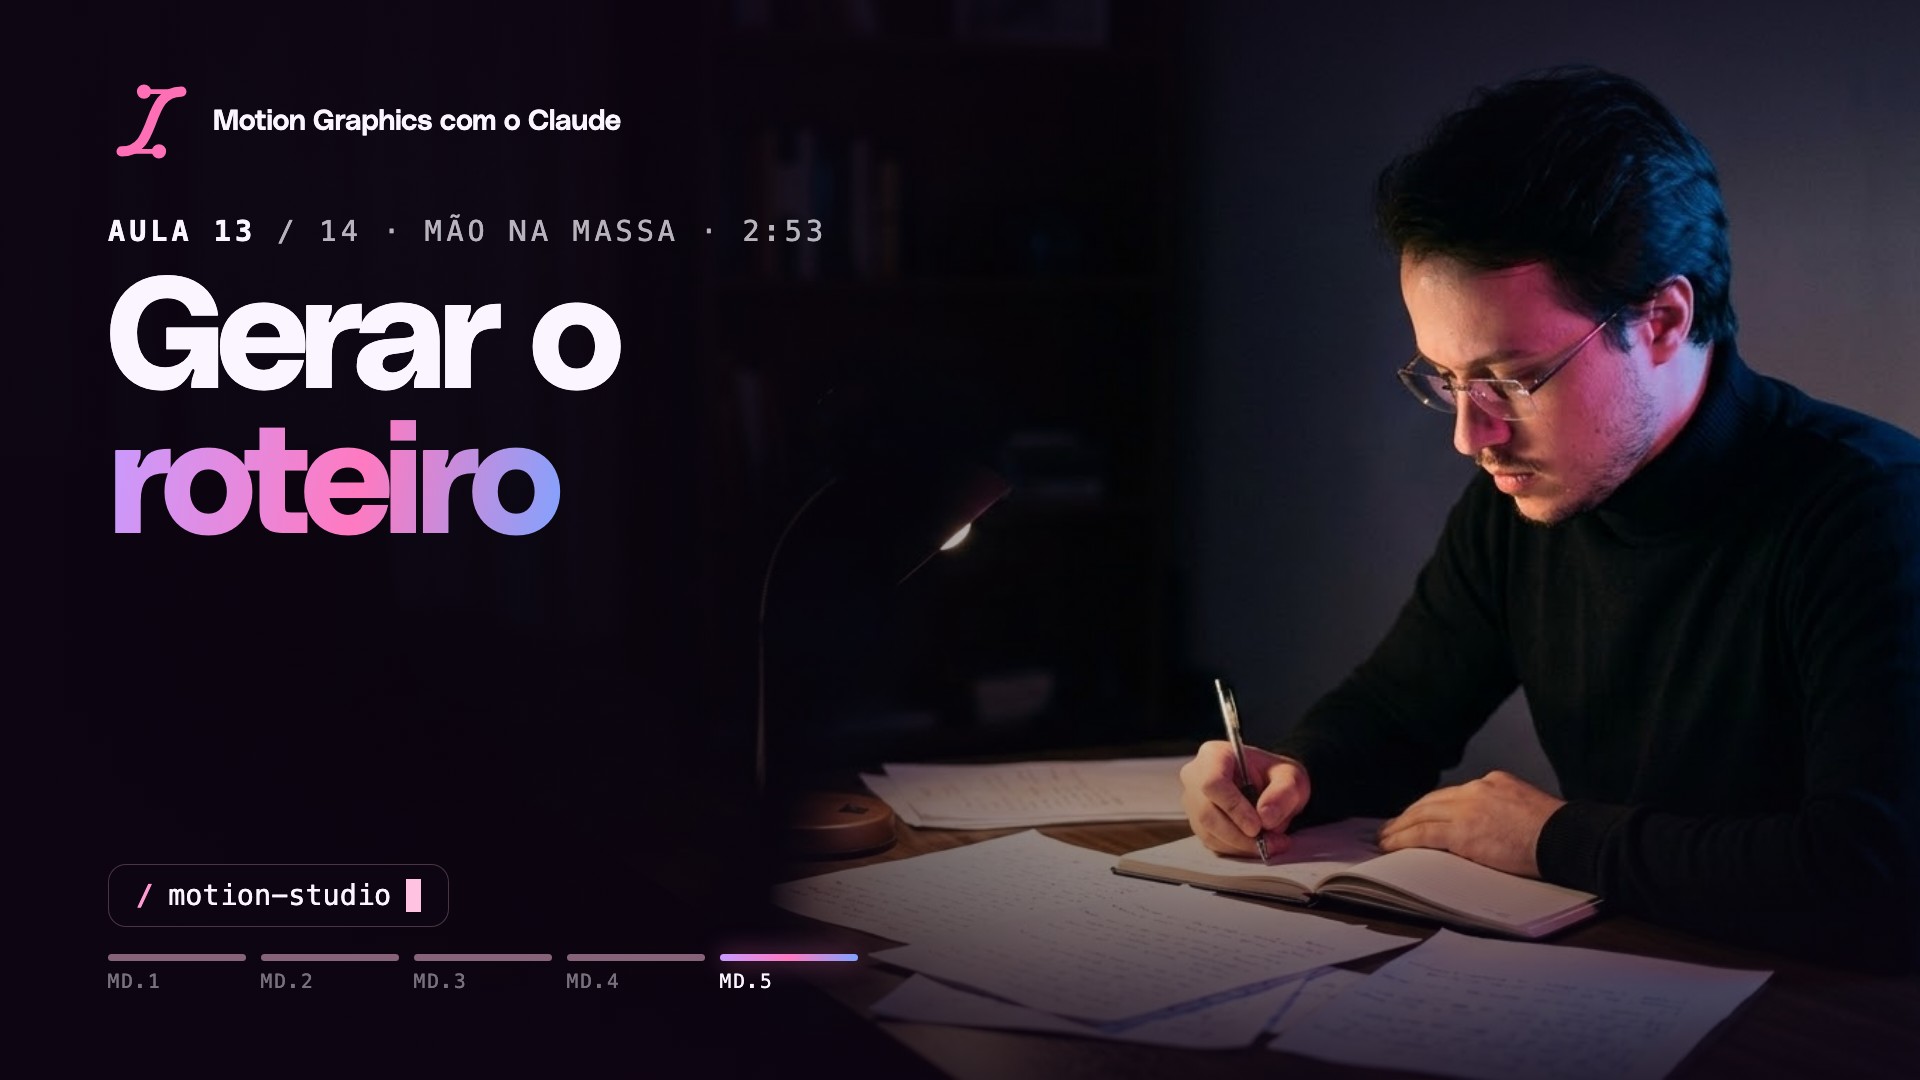 Motion Graphics com o Claude
AULA 13 / 14 · MÃO NA MASSA · 2:53
Gerar o
roteiro
/ motion-studio
MD.1 MD.2 MD.3 MD.4 MD.5